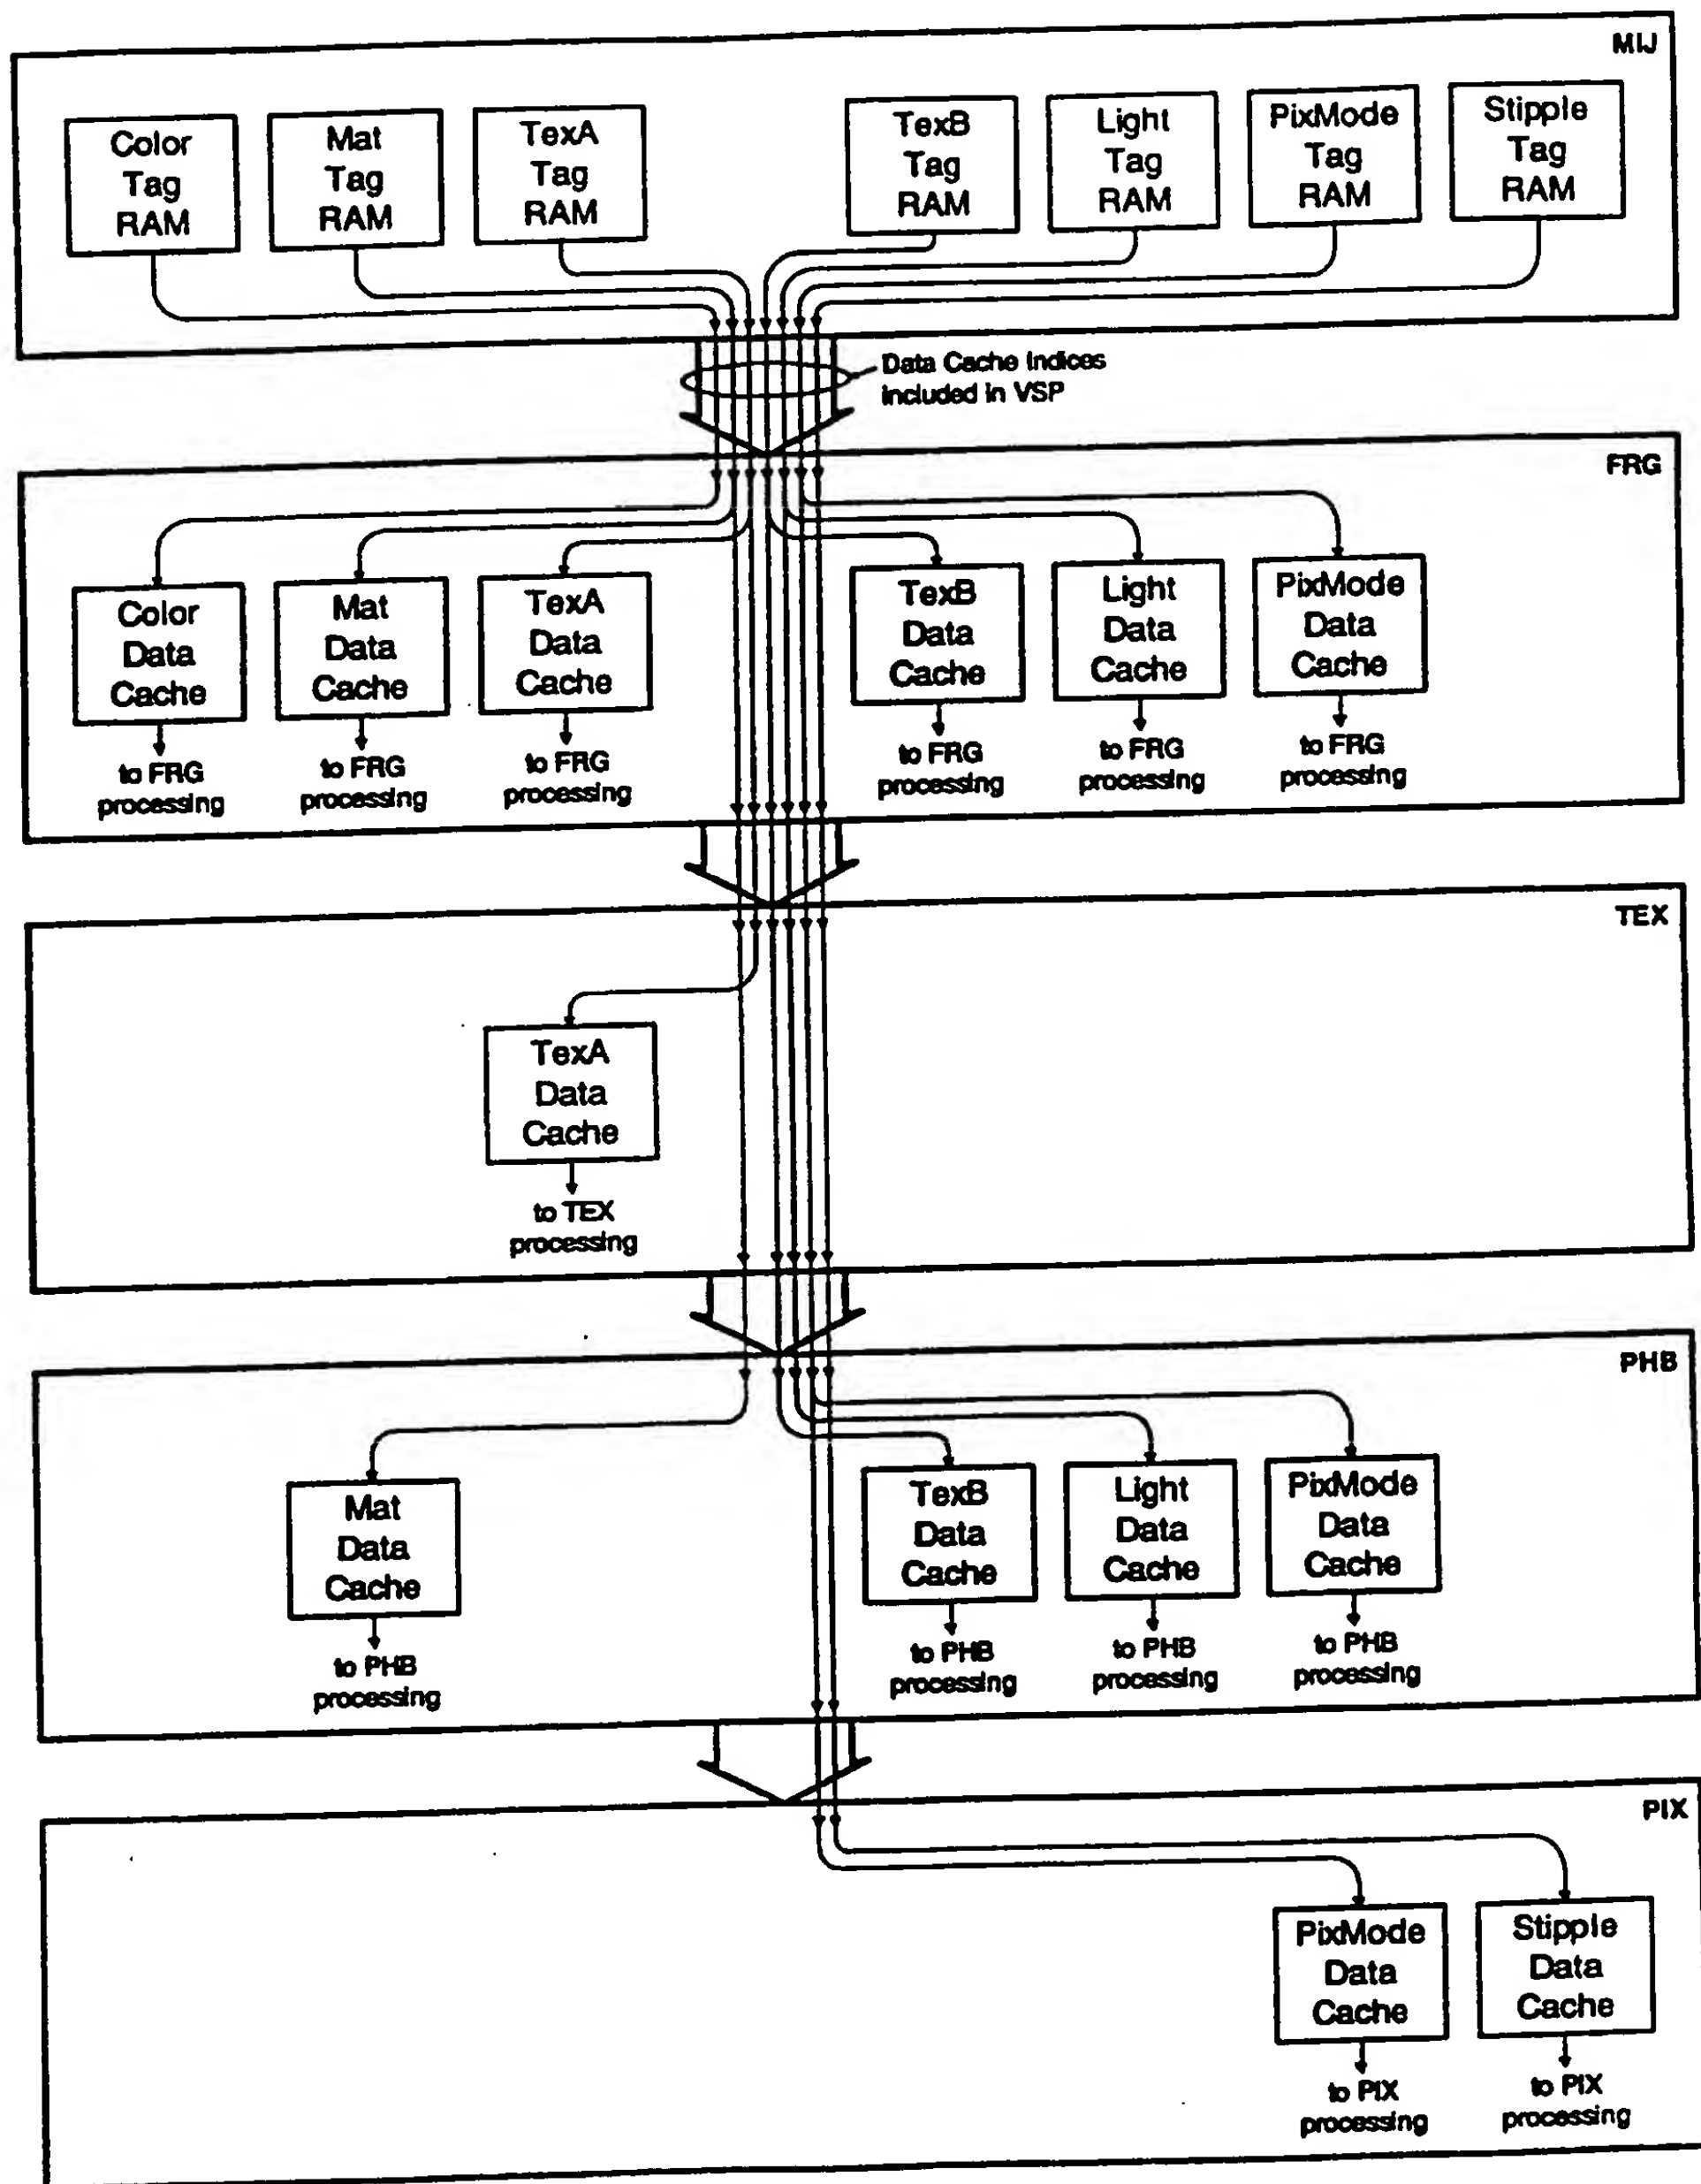 MIJ
Color
Tag
RAM
Mat
Tag
RAM
TexA
Tag
RAM
TexB
Tag
RAM
Light
Tag
RAM
PixMode
Tag
RAM
Stipple
Tag
RAM
Data Cache Indices
included in VSP
FRG
Color
Data
Cache
to FRG
processing
Mat
Data
Cache
to FRG
processing
TexA
Data
Cache
to FRG
processing
TexB
Data
Cache
to FRG
processing
Light
Data
Cache
to FRG
processing
PixMode
Data
Cache
to FRG
processing
TEX
TexA
Data
Cache
to TEX
processing
PHB
Mat
Data
Cache
to PHB
processing
TexB
Data
Cache
to PHB
processing
Light
Data
Cache
to PHB
processing
PixMode
Data
Cache
to PHB
processing
PIX
PixMode
Data
Cache
to PIX
processing
Stipple
Data
Cache
to PIX
processing